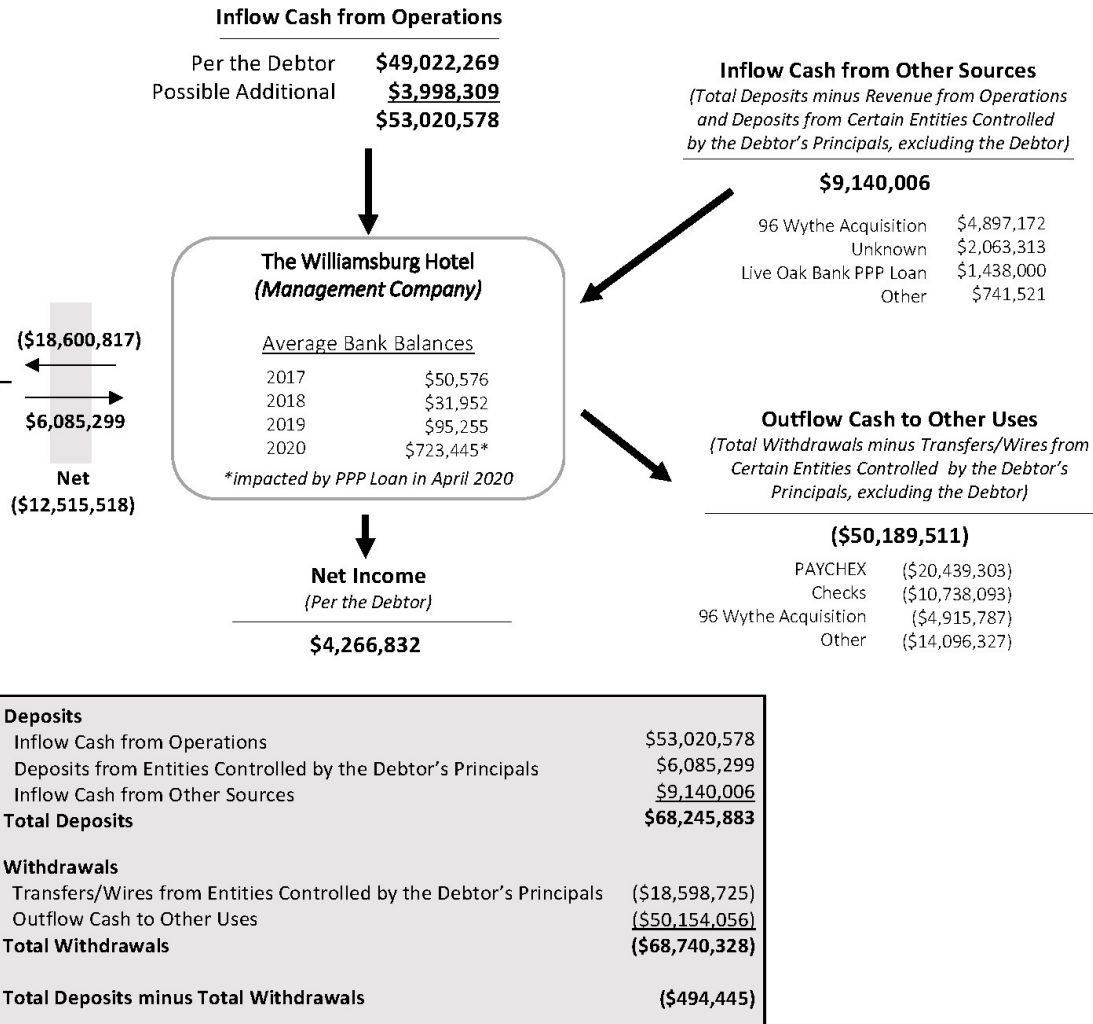 Inflow Cash from Operations
Per the Debtor $49,022,269
Possible Additional $3,998,309
$53,020,578
Inflow Cash from Other Sources
(Total Deposits minus Revenue from Operations
and Deposits from Certain Entities Controlled
by the Debtor's Principals, excluding the Debtor)
$9,140,006
96 Wythe Acquisition $4,897,172
Unknown $2,063,313
Live Oak Bank PPP Loan $1,438,000
Other $741,521
The Williamsburg Hotel
(Management Company)
Average Bank Balances
2017 $50,576
2018 $31,952
2019 $95,255
2020 $723,445*
*impacted by PPP Loan in April 2020
($18,600,817)
$6,085,299
Net
($12,515,518)
Outflow Cash to Other Uses
(Total Withdrawals minus Transfers/Wires from
Certain Entities Controlled by the Debtor's
Principals, excluding the Debtor)
($50,189,511)
PAYCHEX ($20,439,303)
Checks ($10,738,093)
96 Wythe Acquisition ($4,915,787)
Other ($14,096,327)
Net Income
(Per the Debtor)
$4,266,832
Deposits
Inflow Cash from Operations $53,020,578
Deposits from Entities Controlled by the Debtor's Principals $6,085,299
Inflow Cash from Other Sources $9,140,006
Total Deposits $68,245,883
Withdrawals
Transfers/Wires from Entities Controlled by the Debtor's Principals ($18,598,725)
Outflow Cash to Other Uses ($50,154,056)
Total Withdrawals ($68,740,328)
Total Deposits minus Total Withdrawals ($494,445)